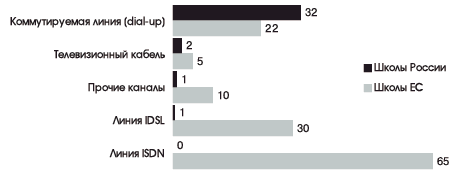 Коммутируемая линия (dial-up)
32
22
Телевизионный кабель
2
5
Прочие каналы
1
10
Линия IDSL
1
30
Линия ISDN
0
65
Школы России
Школы ЕС